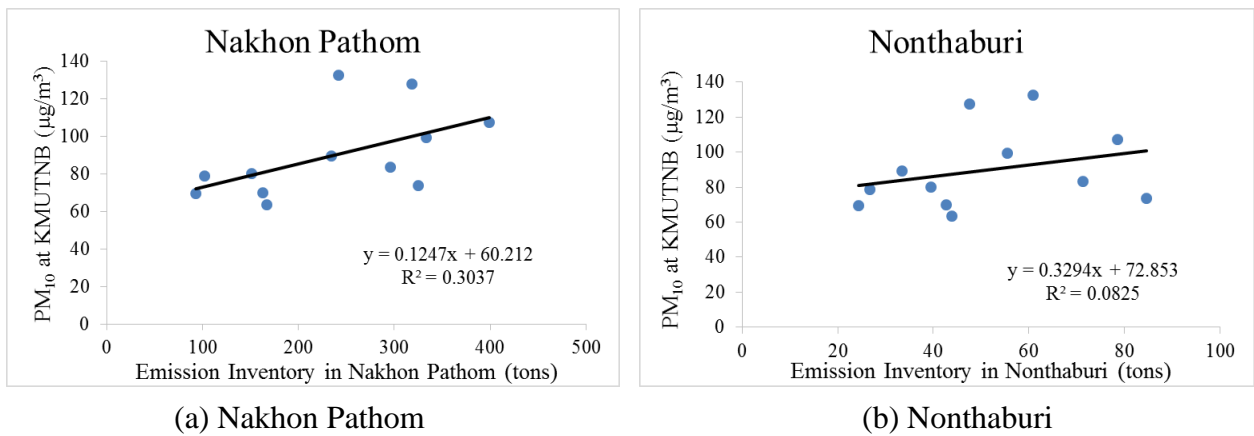 Nakhon Pathom
140
120
100
80
60
40
20
0
PM₁₀ at KMUTNB (µg/m³)
y = 0.1247x + 60.212
R² = 0.3037
0 100 200 300 400 500
Emission Inventory in Nakhon Pathom (tons)
(a) Nakhon Pathom
Nonthaburi
140
120
100
80
60
40
20
0
PM₁₀ at KMUTNB (µg/m³)
y = 0.3294x + 72.853
R² = 0.0825
0 20 40 60 80 100
Emission Inventory in Nonthaburi (tons)
(b) Nonthaburi